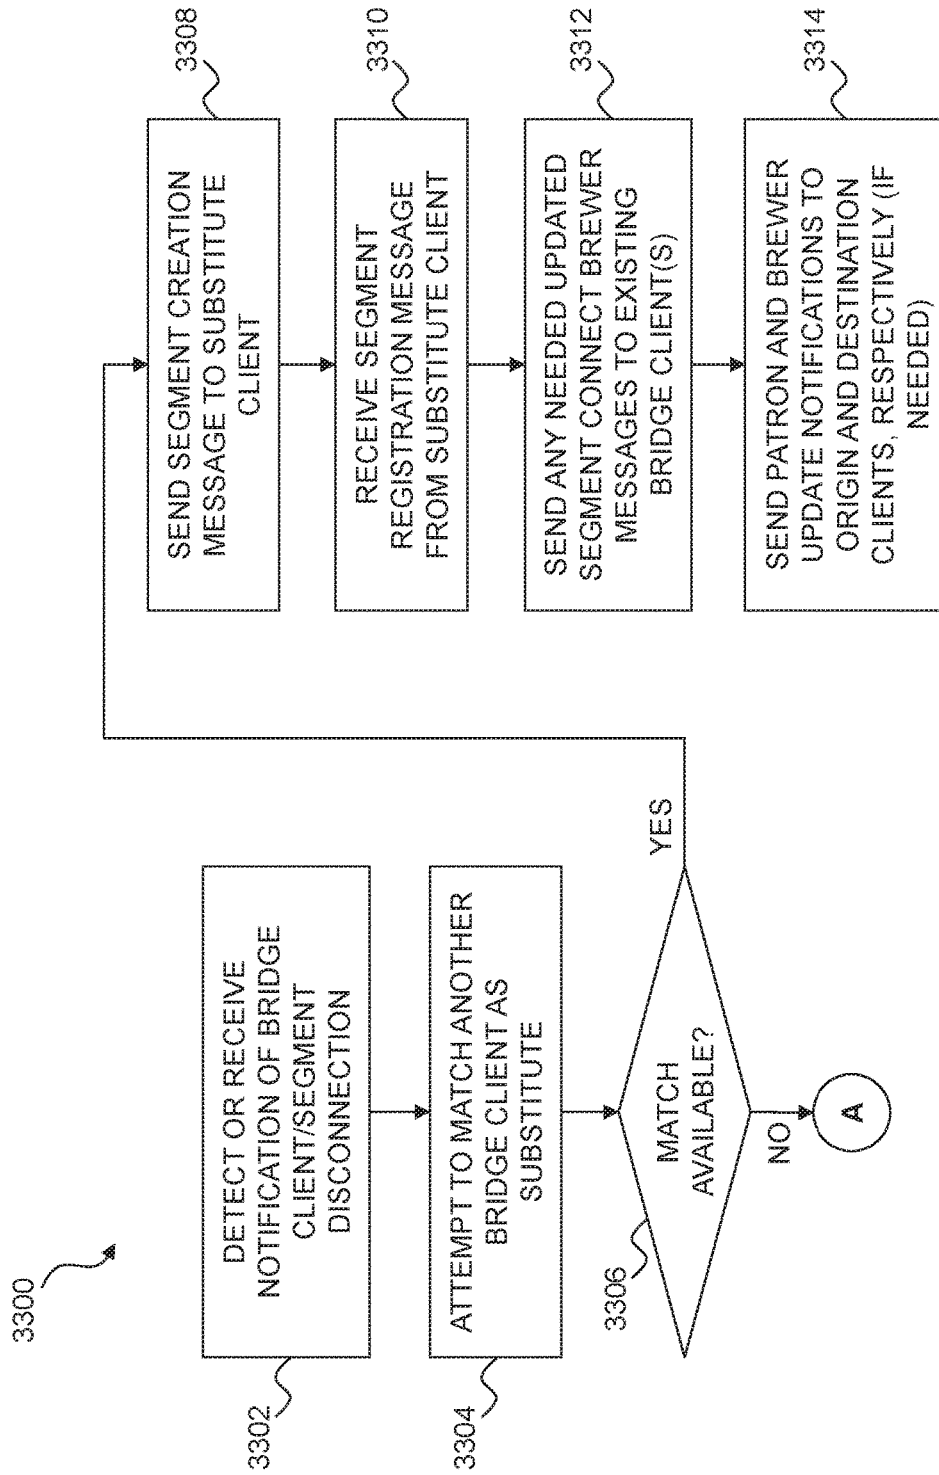 3300
DETECT OR RECEIVE
NOTIFICATION OF BRIDGE
CLIENT/SEGMENT
DISCONNECTION
3302
ATTEMPT TO MATCH ANOTHER
BRIDGE CLIENT AS
SUBSTITUTE
3304
MATCH
AVAILABLE?
3306
YES
NO
A
SEND SEGMENT CREATION
MESSAGE TO SUBSTITUTE
CLIENT
3308
RECEIVE SEGMENT
REGISTRATION MESSAGE
FROM SUBSTITUTE CLIENT
3310
SEND ANY NEEDED UPDATED
SEGMENT CONNECT BREWER
MESSAGES TO EXISTING
BRIDGE CLIENT(S)
3312
SEND PATRON AND BREWER
UPDATE NOTIFICATIONS TO
ORIGIN AND DESTINATION
CLIENTS, RESPECTIVELY (IF
NEEDED)
3314